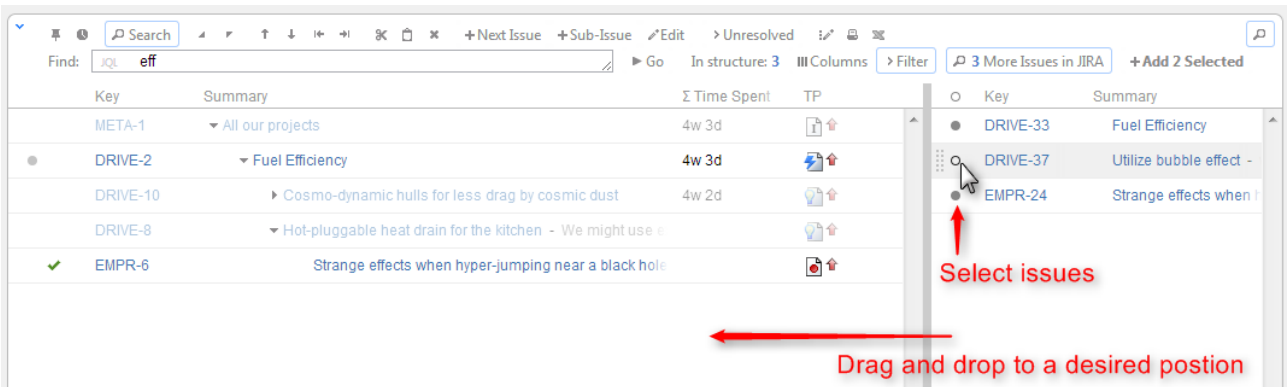 Search +Next Issue +Sub-Issue Edit Unresolved
Find: JQL eff Go In structure: 3 Columns Filter 3 More Issues in JIRA +Add 2 Selected
Key Summary Σ Time Spent TP Key Summary
META-1 All our projects 4w 3d DRIVE-33 Fuel Efficiency
DRIVE-2 Fuel Efficiency 4w 3d DRIVE-37 Utilize bubble effect -
DRIVE-10 Cosmo-dynamic hulls for less drag by cosmic dust 4w 2d EMPR-24 Strange effects when
DRIVE-8 Hot-pluggable heat drain for the kitchen - We might use
EMPR-6 Strange effects when hyper-jumping near a black hole
Select issues
Drag and drop to a desired postion